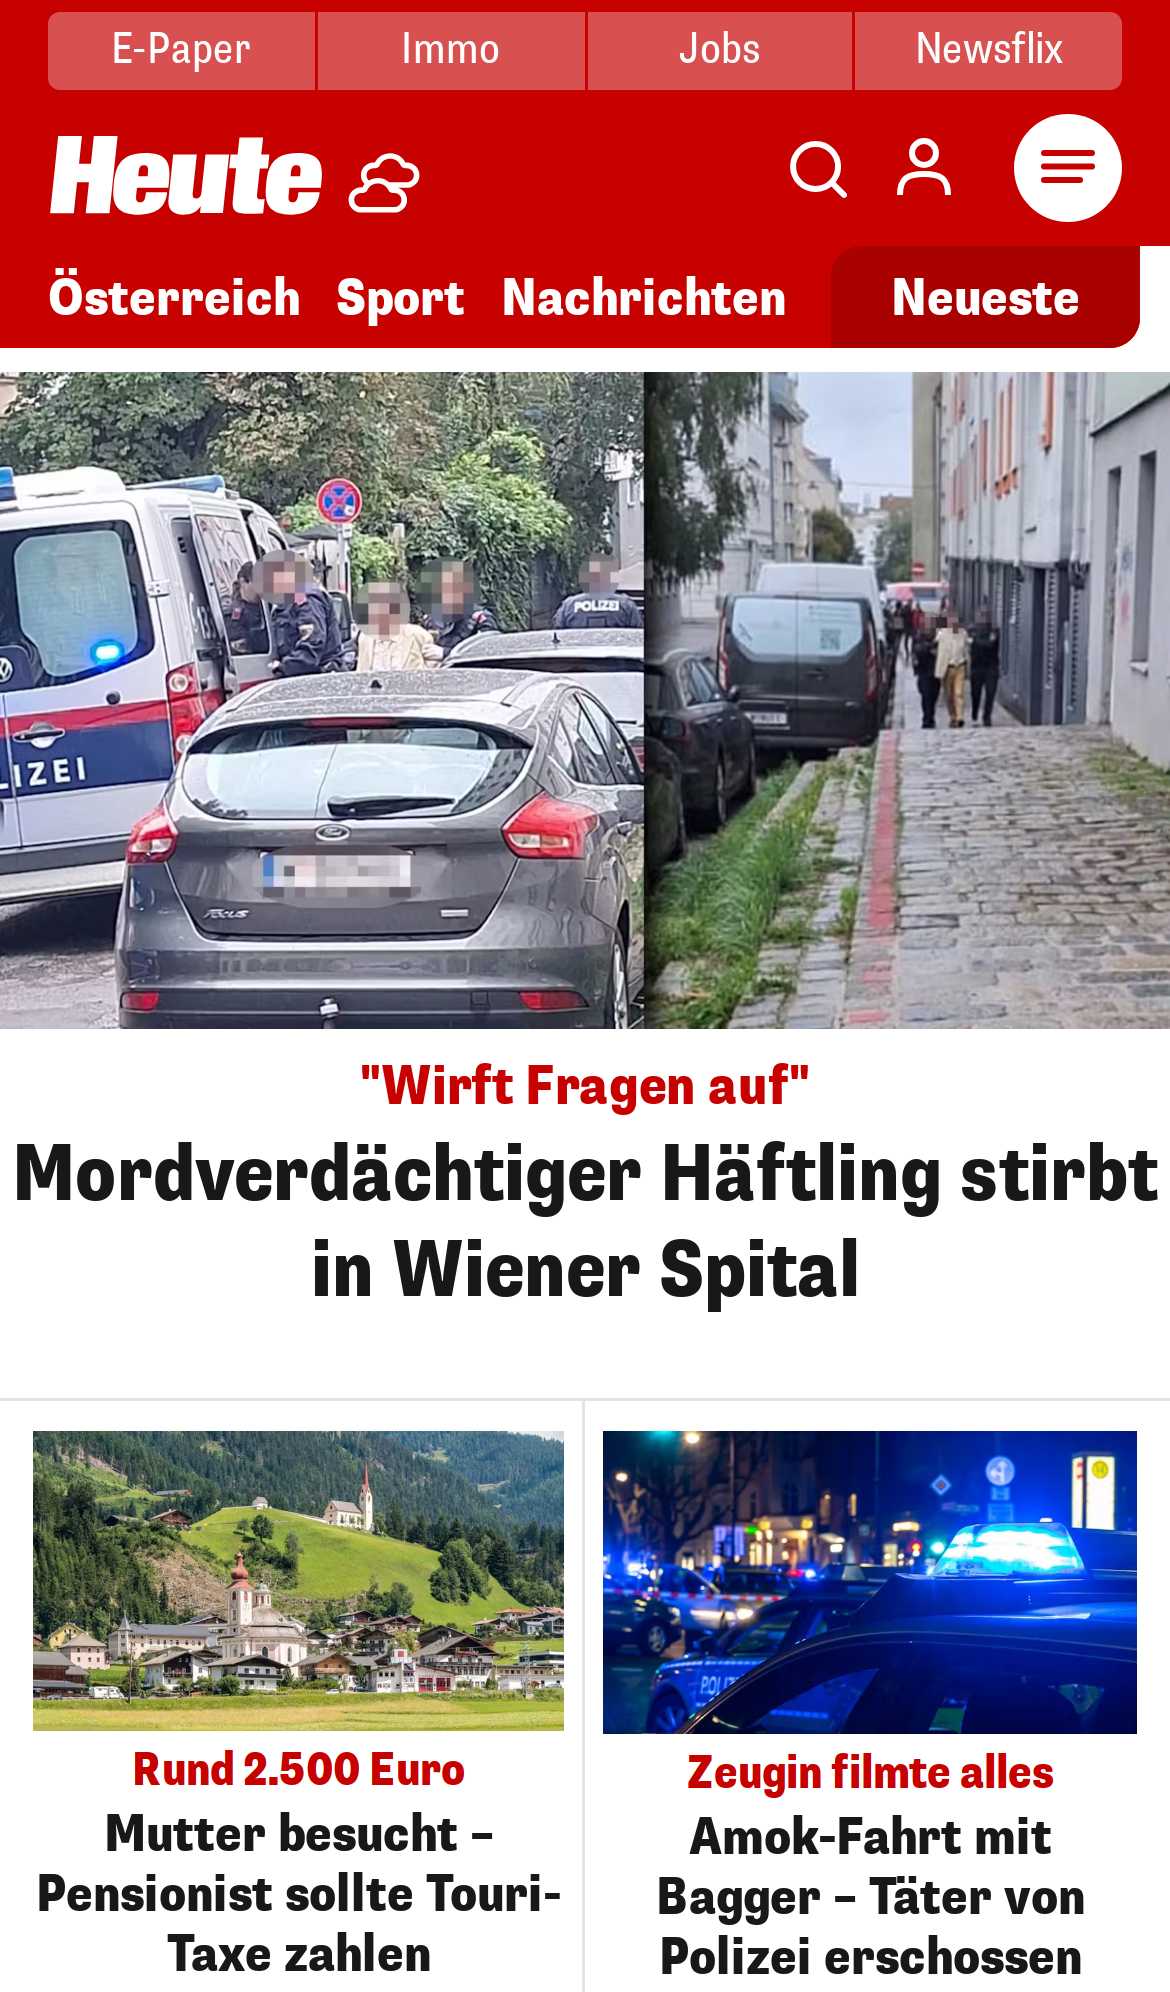 E-Paper Immo Jobs Newsflix
Heute
Österreich Sport Nachrichten Neueste
POLIZEI
LIZEI
Focus
"Wirft Fragen auf"
Mordverdächtiger Häftling stirbt
in Wiener Spital
Rund 2.500 Euro
Mutter besucht –
Pensionist sollte Touri-
Taxe zahlen
POLIZ
Zeugin filmte alles
Amok-Fahrt mit
Bagger – Täter von
Polizei erschossen